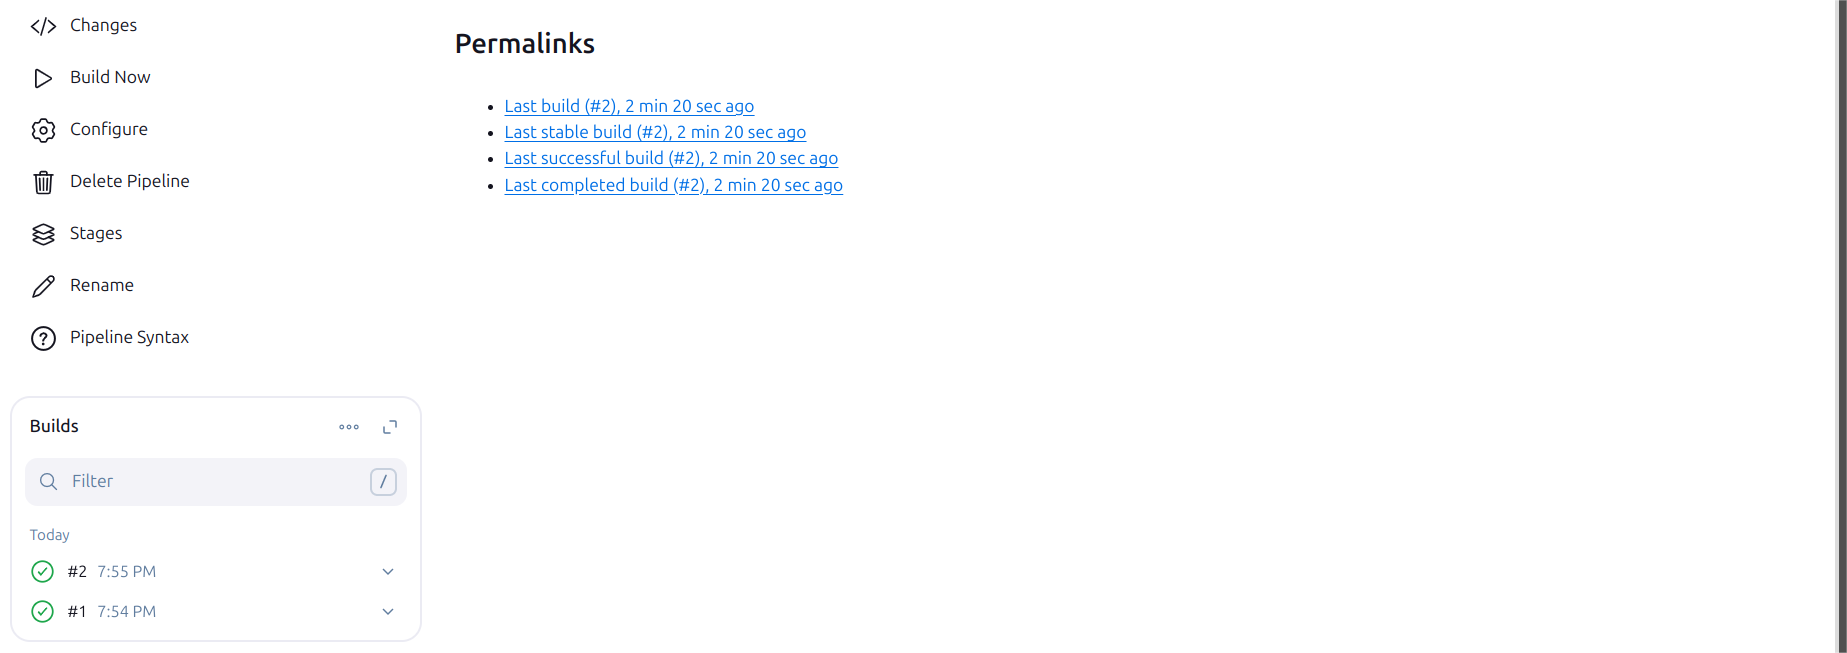 Changes
Build Now
Configure
Delete Pipeline
Stages
Rename
Pipeline Syntax
Builds
Filter
/
Today
#2 7:55 PM
#1 7:54 PM
Permalinks
Last build (#2), 2 min 20 sec ago
Last stable build (#2), 2 min 20 sec ago
Last successful build (#2), 2 min 20 sec ago
Last completed build (#2), 2 min 20 sec ago